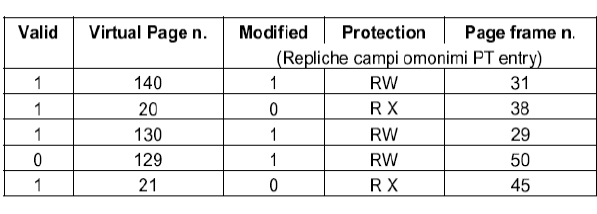 Valid Virtual Page n. Modified Protection Page frame n.
(Repliche campi omonimi PT entry)
1 140 1 RW 31
1 20 0 R X 38
1 130 1 RW 29
0 129 1 RW 50
1 21 0 R X 45